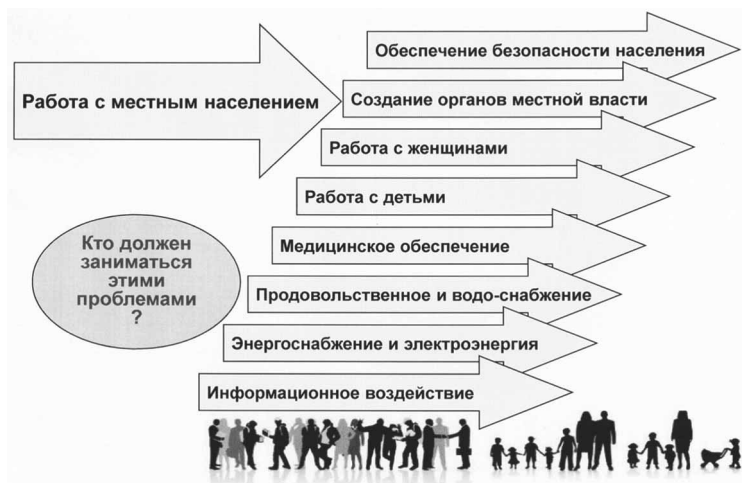 Обеспечение безопасности населения
Работа с местным населением
Создание органов местной власти
Работа с женщинами
Работа с детьми
Кто должен
заниматься
этими
проблемами
?
Медицинское обеспечение
Продовольственное и водо-снабжение
Энергоснабжение и электроэнергия
Информационное воздействие